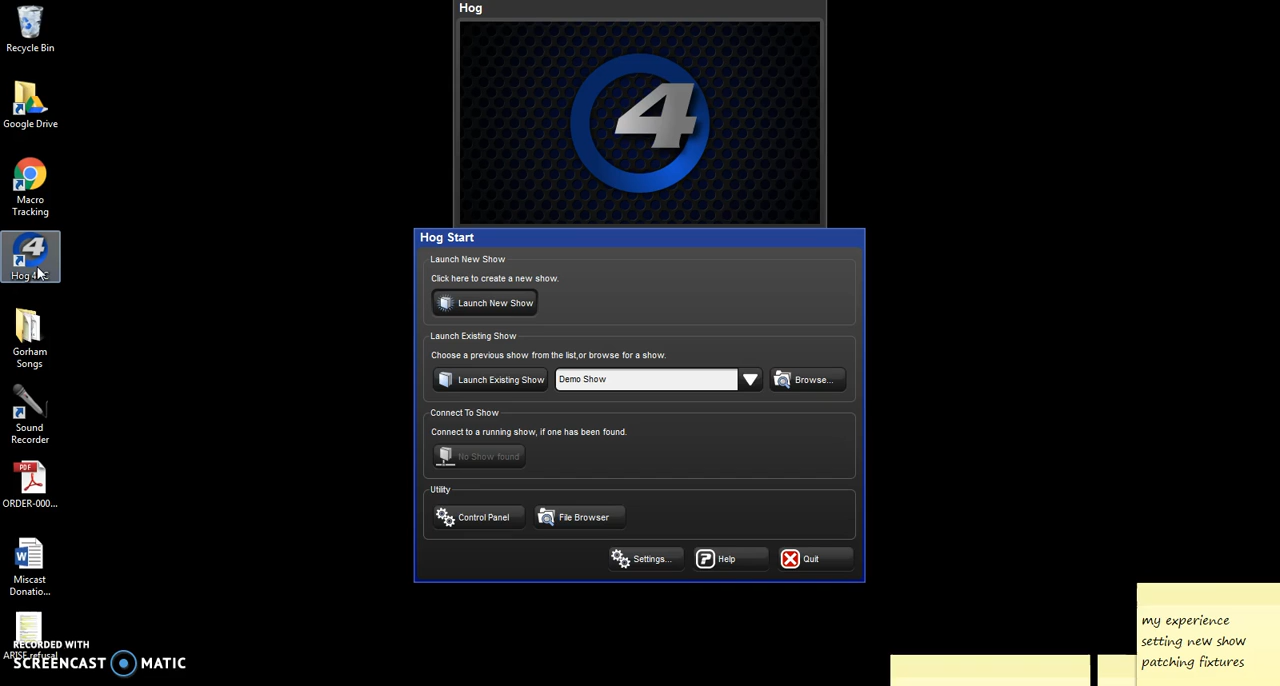 Recycle Bin
Google Drive
Macro
Tracking
Hog 4
Gorham
Songs
Sound
Recorder
PDF
ORDER-000...
W
Miscast
Donatio...
RECORDED WITH
SCREENCAST MATIC
Hog
4
Hog Start
Launch New Show
Click here to create a new show.
Launch New Show
Launch Existing Show
Choose a previous show from the list,or browse for a show.
Launch Existing Show
Demo Show
Browse...
Connect To Show
Connect to a running show, if one has been found.
No Show found
Utility
Control Panel
File Browser
Settings...
Help
Quit
my experience
setting new show
patching fixtures